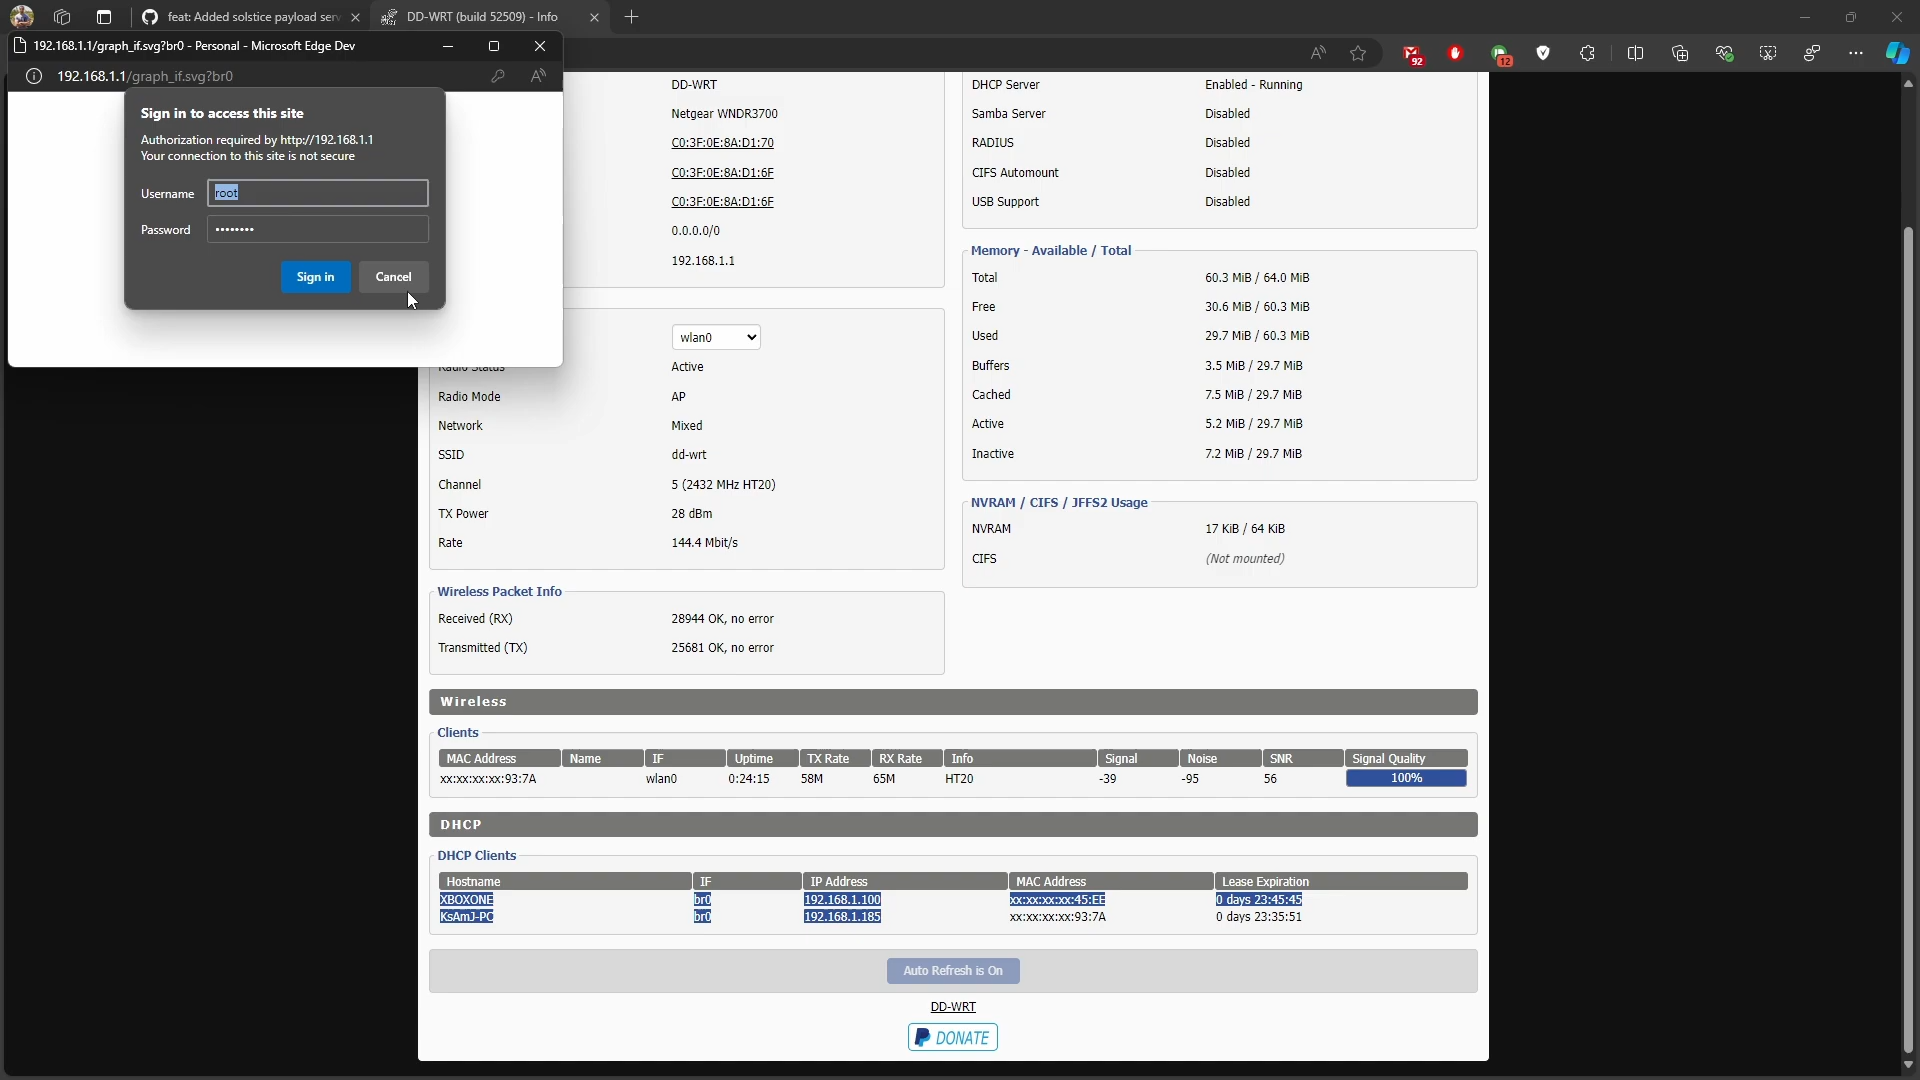 feat: Added solstice payload serv
DD-WRT (build 52509) - Info
192.168.1.1/graph_if.svg?br0 - Personal - Microsoft Edge Dev
192.168.1.1/graph_if.svg?br0
92
12
Sign in to access this site
Authorization required by http://192.168.1.1
Your connection to this site is not secure
Username root
Password ••••••••
Sign in Cancel
DD-WRT
Netgear WNDR3700
C0:3F:0E:8A:D1:70
C0:3F:0E:8A:D1:6F
C0:3F:0E:8A:D1:6F
0.0.0.0/0
192.168.1.1
wlan0
Radio Status Active
Radio Mode AP
Network Mixed
SSID dd-wrt
Channel 5 (2432 MHz HT20)
TX Power 28 dBm
Rate 144.4 Mbit/s
Wireless Packet Info
Received (RX) 28944 OK, no error
Transmitted (TX) 25681 OK, no error
DHCP Server Enabled - Running
Samba Server Disabled
RADIUS Disabled
CIFS Automount Disabled
USB Support Disabled
Memory - Available / Total
Total 60.3 MiB / 64.0 MiB
Free 30.6 MiB / 60.3 MiB
Used 29.7 MiB / 60.3 MiB
Buffers 3.5 MiB / 29.7 MiB
Cached 7.5 MiB / 29.7 MiB
Active 5.2 MiB / 29.7 MiB
Inactive 7.2 MiB / 29.7 MiB
NVRAM / CIFS / JFFS2 Usage
NVRAM 17 KiB / 64 KiB
CIFS (Not mounted)
Wireless
Clients
MAC Address Name IF Uptime TX Rate RX Rate Info Signal Noise SNR Signal Quality
xx:xx:xx:xx:93:7A wlan0 0:24:15 58M 65M HT20 -39 -95 56 100%
DHCP
DHCP Clients
Hostname IF IP Address MAC Address Lease Expiration
XBOXONE br0 192.168.1.100 xx:xx:xx:xx:45:EE 0 days 23:45:45
KsAmJ-PC br0 192.168.1.185 xx:xx:xx:xx:93:7A 0 days 23:35:51
Auto Refresh is On
DD-WRT
DONATE